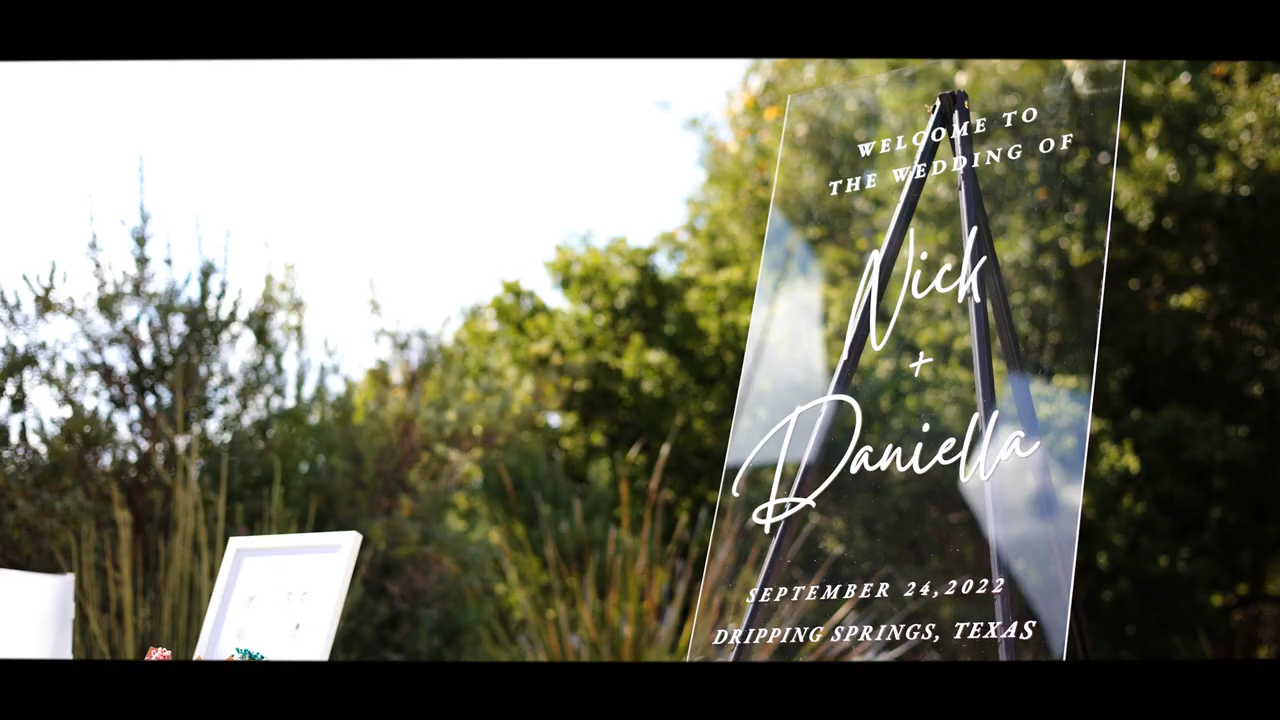 WELCOME TO
THE WEDDING OF
Nick
+
Daniella
SEPTEMBER 24,2022
DRIPPING SPRINGS, TEXAS